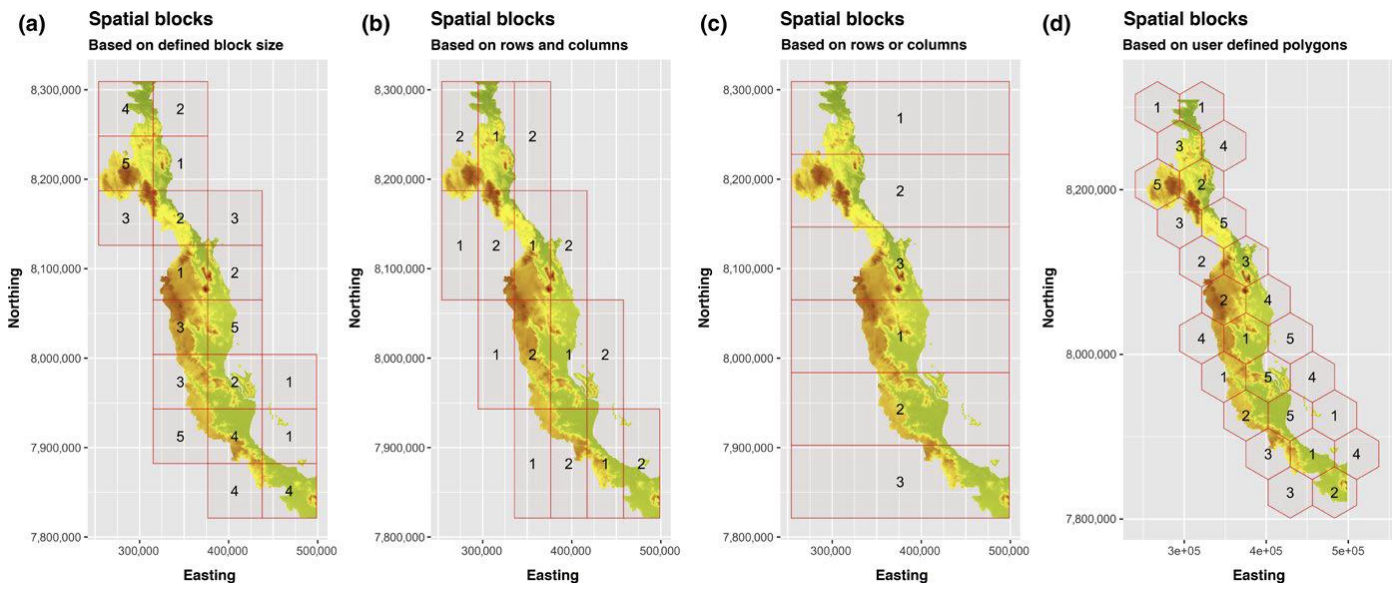 (a)
Spatial blocks
Based on defined block size
8,300,000
8,200,000
8,100,000
8,000,000
7,900,000
7,800,000
Northing
4 2
5 1
3 2 3
1 2
3 5
3 2 1
5 4 1
4 4
300,000 400,000 500,000
Easting
(b)
Spatial blocks
Based on rows and columns
8,300,000
8,200,000
8,100,000
8,000,000
7,900,000
7,800,000
Northing
2 1 2
1 2 1 2
1 2 1 2
1 2 1 2
300,000 400,000 500,000
Easting
(c)
Spatial blocks
Based on rows or columns
8,300,000
8,200,000
8,100,000
8,000,000
7,900,000
7,800,000
Northing
1
2
3
1
2
3
300,000 400,000 500,000
Easting
(d)
Spatial blocks
Based on user defined polygons
8,200,000
8,000,000
7,800,000
Northing
1 1
3 4
5 2
3 5
2 3
2 4
4 1 5
1 5 4
2 5 1
3 1 4
3 2
3e+05 4e+05 5e+05
Easting